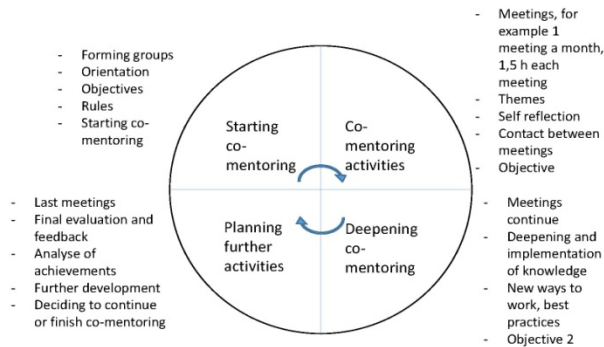 - Forming groups
- Orientation
- Objectives
- Rules
- Starting co-
mentoring
- Meetings, for
example 1
meeting a month,
1,5 h each
meeting
- Themes
- Self reflection
- Contact between
meetings
- Objective
Starting
co-
mentoring
Co-
mentoring
activities
Planning
further
activities
Deepening
co-
mentoring
- Last meetings
- Final evaluation and
feedback
- Analyse of
achievements
- Further development
- Deciding to continue
or finish co-mentoring
- Meetings
continue
- Deepening and
implementation
of knowledge
- New ways to
work, best
practices
- Objective 2